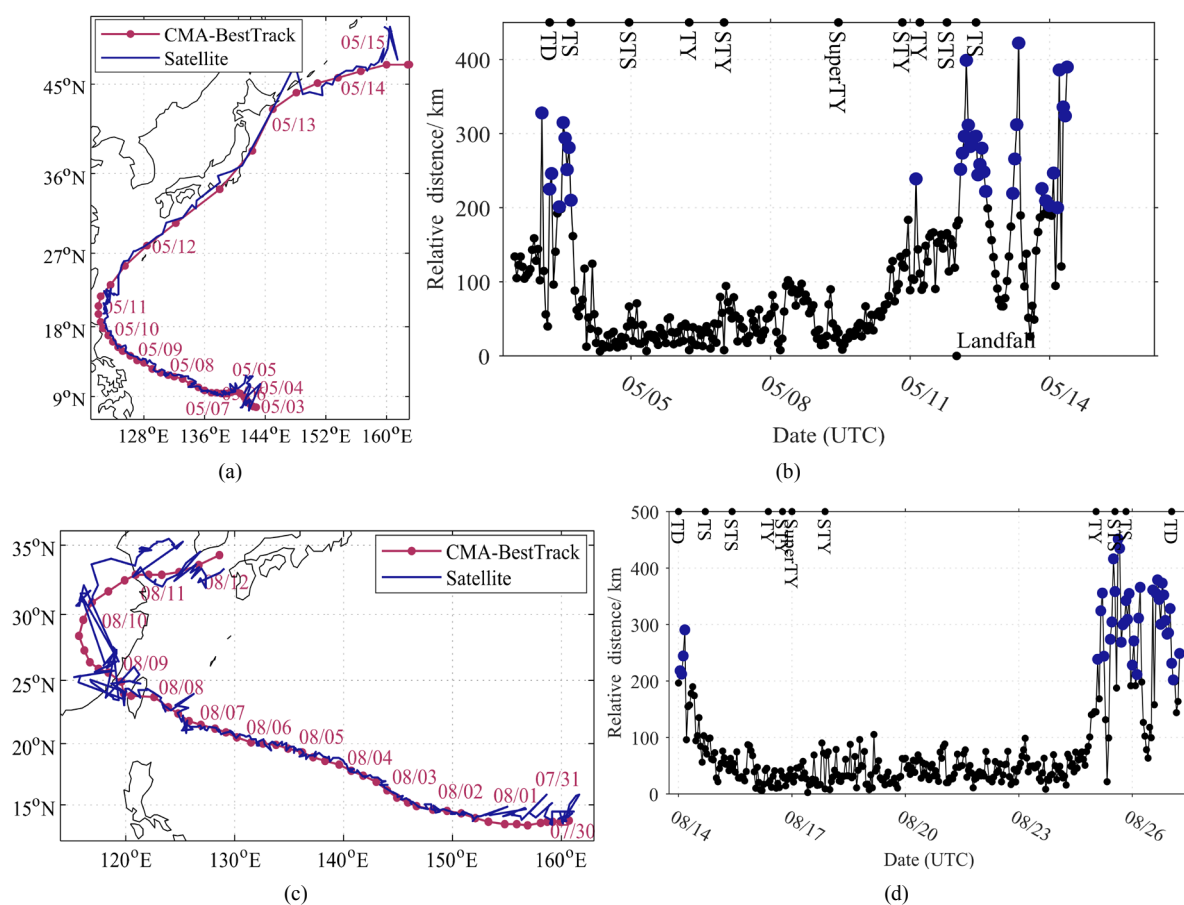 (a)
CMA-BestTrack
Satellite
45°N
36°N
27°N
18°N
9°N
128°E
136°E
144°E
152°E
160°E
05/15
05/14
05/13
05/12
05/11
05/10
05/09
05/08
05/07
05/05
05/04
05/03
Relative distence/ km
400
300
200
100
0
TD
TS
STS
TY
STY
SuperTY
STY
TY
STS
TS
Landfall
05/05
05/08
05/11
05/14
Date (UTC)
(a)
(b)
CMA-BestTrack
Satellite
35°N
30°N
25°N
20°N
15°N
120°E
130°E
140°E
150°E
160°E
08/12
08/11
08/10
08/09
08/08
08/07
08/06
08/05
08/04
08/03
08/02
08/01
07/31
07/30
Relative distence/ km
500
400
300
200
100
0
TD
TS
STS
TY
STY
SuperTY
STY
TY
STS
TS
TD
08/14
08/17
08/20
08/23
08/26
Date (UTC)
(c)
(d)